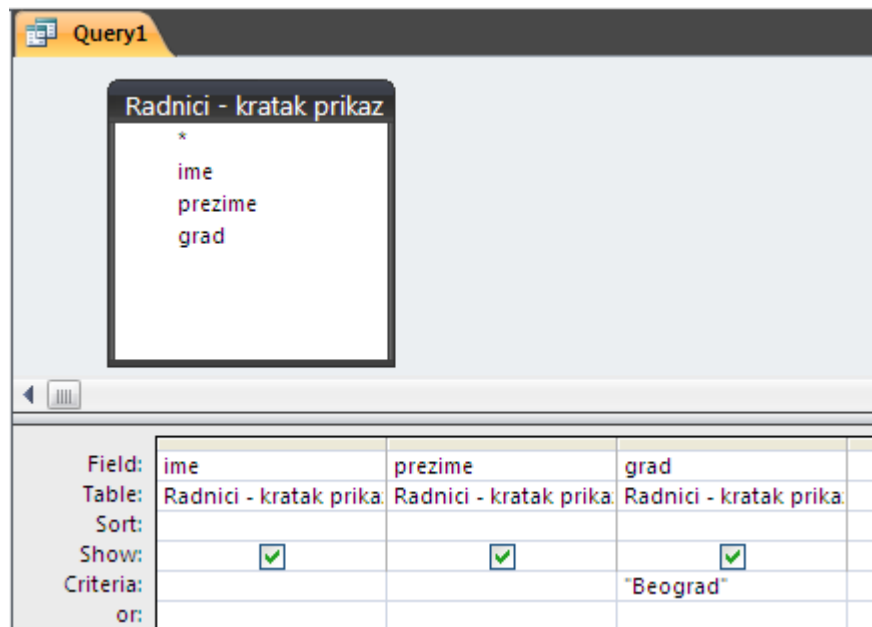 Query1
Radnici - kratak prikaz
*
ime
prezime
grad
Field: ime prezime grad
Table: Radnici - kratak prika Radnici - kratak prika Radnici - kratak prika
Sort:
Show:
Criteria: "Beograd"
or: